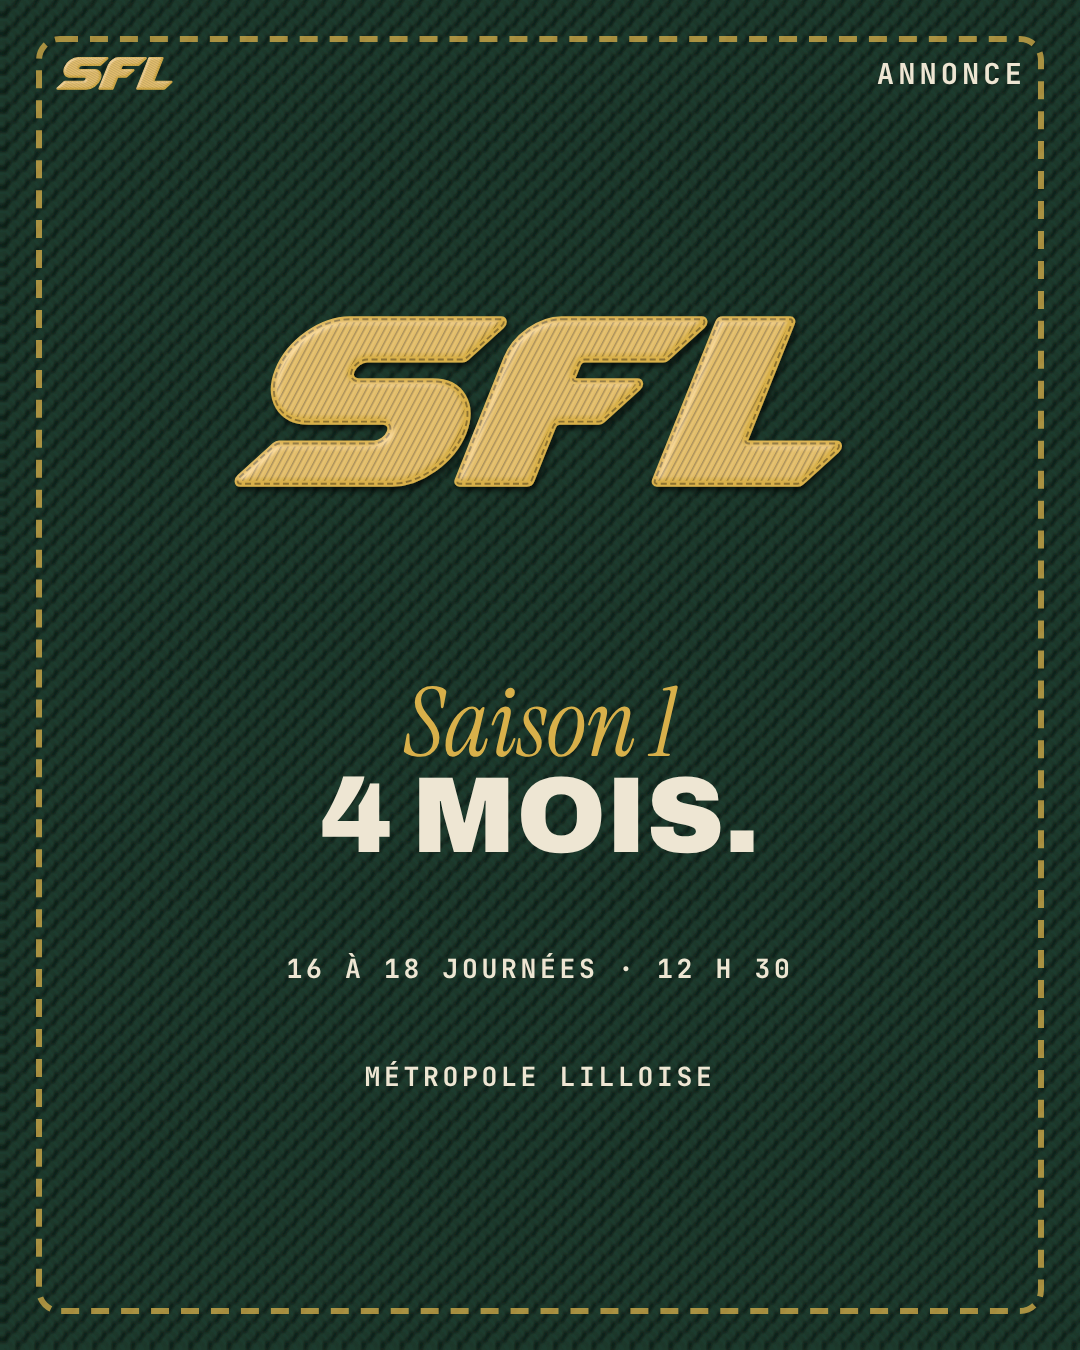 SFL
ANNONCE
SFL
Saison 1
4 MOIS.
16 À 18 JOURNÉES · 12 H 30
MÉTROPOLE LILLOISE